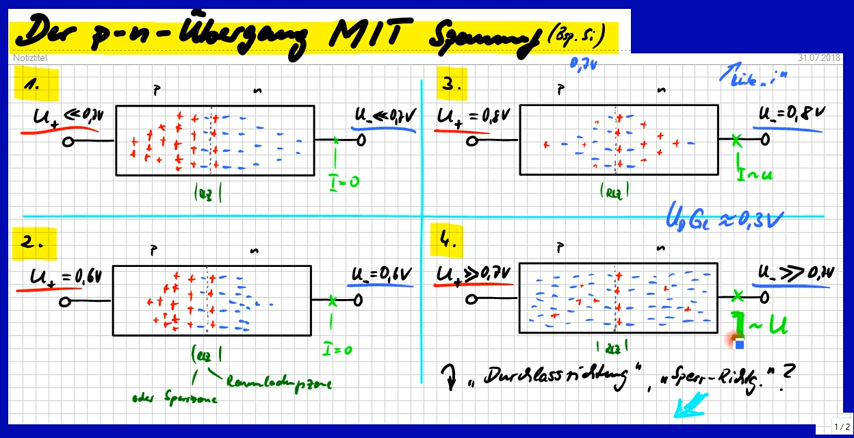 Der p-n-Übergang MIT Spannung (Bsp. Si)
Notiztitel
31.07.2018
0,7V
1.
p n
U₊ ≪0,7V
U₋ ≪0,7V
I=0
RLZ
3.
p n
U₊ =0,8V
U₋ =0,8V
I~U
RLZ
UₚGe ≈ 0,3V
2.
p n
U₊ =0,6V
U₋ =0,6V
I=0
RLZ
Raumladungszone
oder Sperrzone
4.
p n
U₊ ≫0,7V
U₋ ≫0,7V
I ~ U
RLZ
"Durchlassrichtung", "Sperr-Richtg." ?
1 / 2